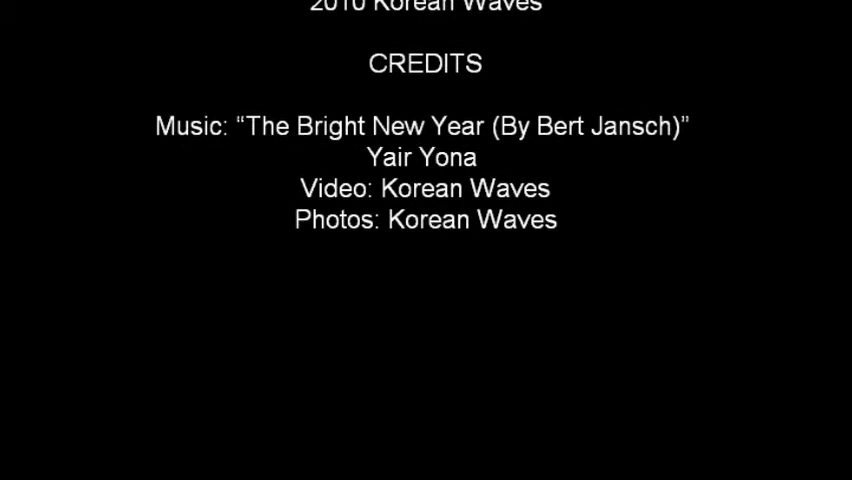 2010 Korean Waves
CREDITS
Music: “The Bright New Year (By Bert Jansch)”
Yair Yona
Video: Korean Waves
Photos: Korean Waves